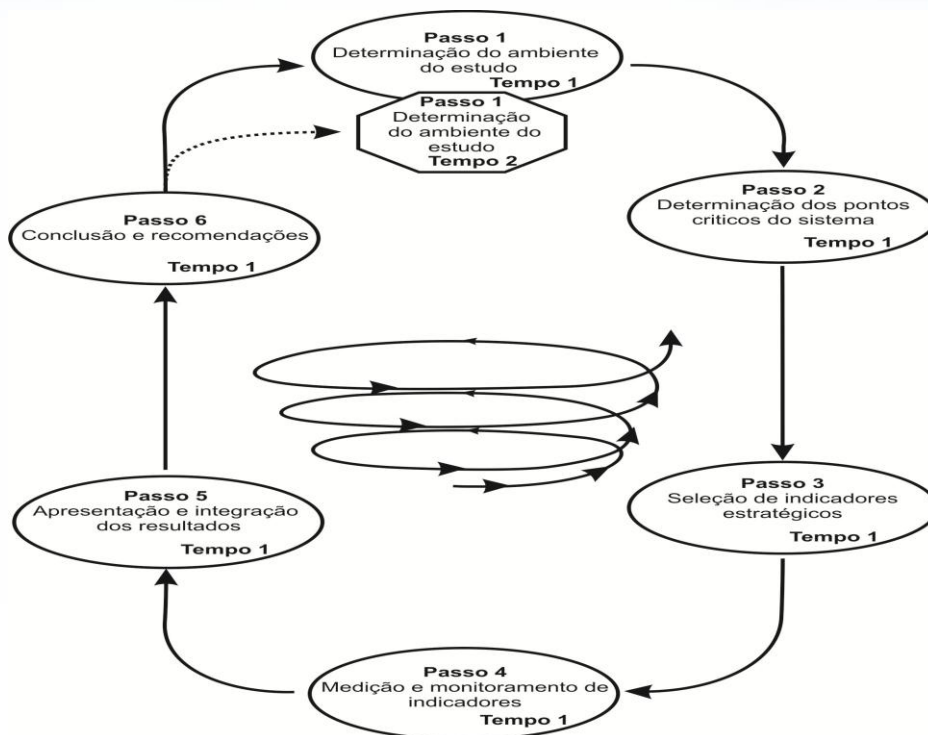 Passo 1
Determinação do ambiente
do estudo
Tempo 1
Passo 1
Determinação
do ambiente do
estudo
Tempo 2
Passo 2
Determinação dos pontos
criticos do sistema
Tempo 1
Passo 3
Seleção de indicadores
estratégicos
Tempo 1
Passo 4
Medição e monitoramento de
indicadores
Tempo 1
Passo 5
Apresentação e integração
dos resultados
Tempo 1
Passo 6
Conclusão e recomendações
Tempo 1